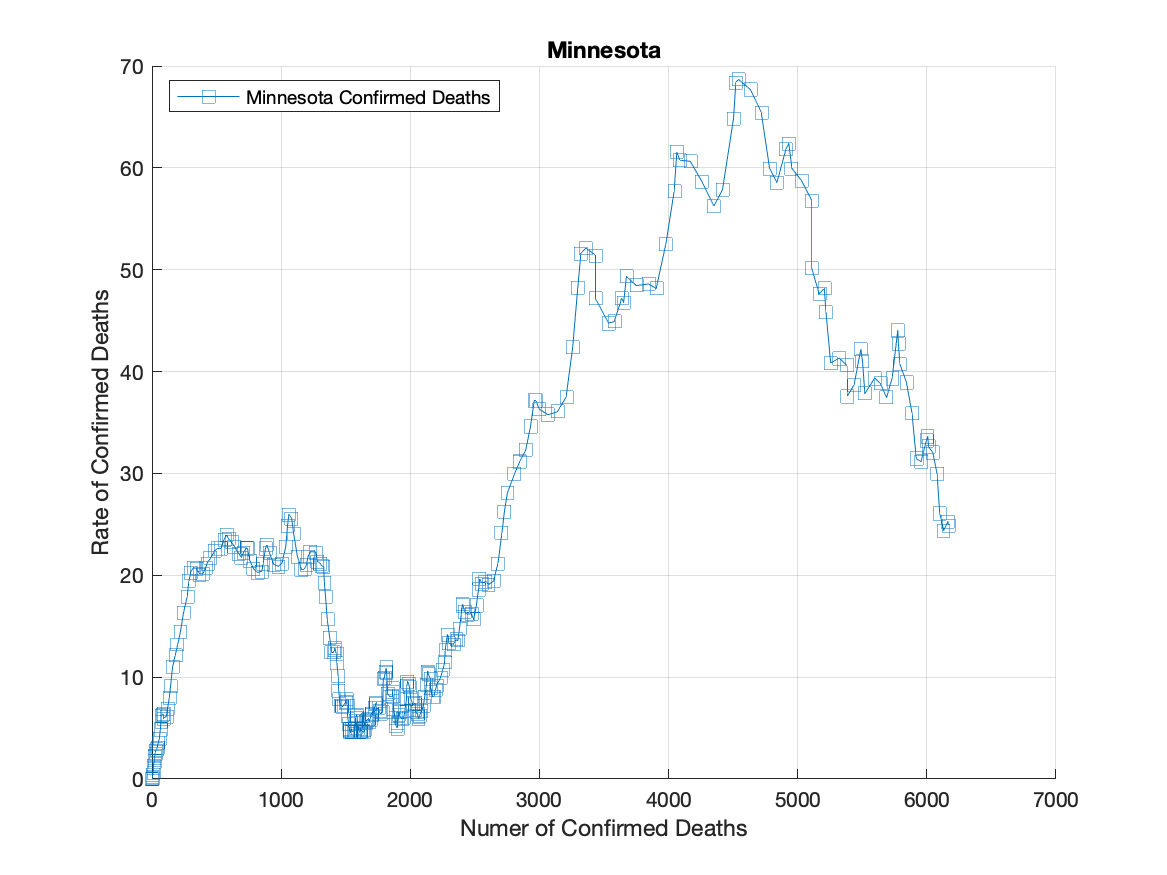 Minnesota
Minnesota Confirmed Deaths
Rate of Confirmed Deaths
70
60
50
40
30
20
10
0
0 1000 2000 3000 4000 5000 6000 7000
Numer of Confirmed Deaths